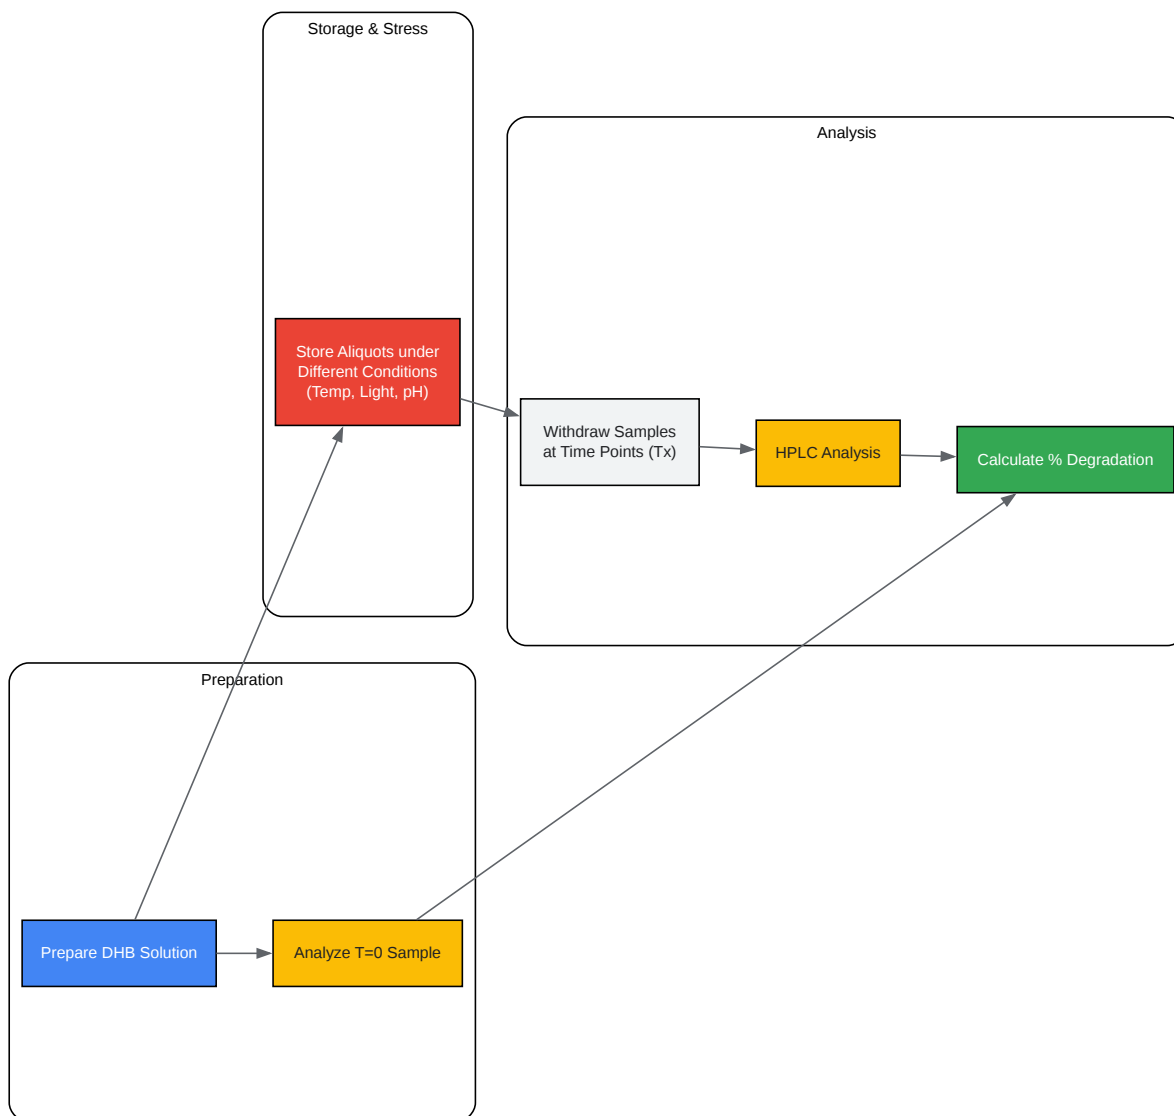 Storage & Stress
Store Aliquots under
Different Conditions
(Temp, Light, pH)
Analysis
Withdraw Samples
at Time Points (Tx)
HPLC Analysis
Calculate % Degradation
Preparation
Prepare DHB Solution
Analyze T=0 Sample